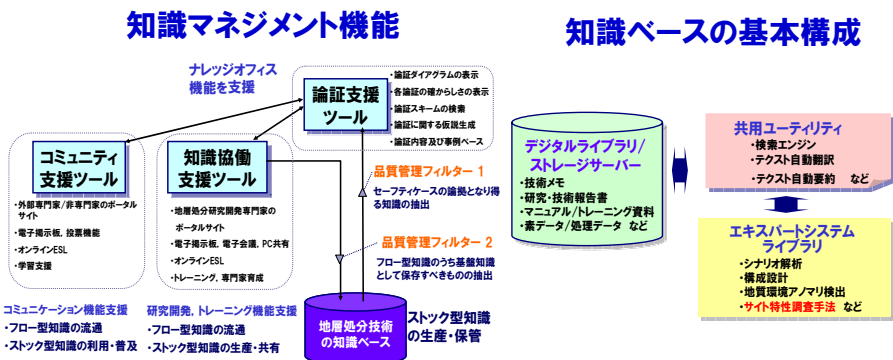 知識マネジメント機能
ナレッジオフィス
機能を支援
論証支援
ツール
・論証ダイアグラムの表示
・各論証の確からしさの表示
・論証スキームの検索
・論証に関する仮説生成
・論証内容及び事例ベース
コミュニティ
支援ツール
・外部専門家/非専門家のポータル
サイト
・電子掲示板, 投票機能
・オンラインESL
・学習支援
知識協働
支援ツール
・地層処分研究開発専門家の
ポータルサイト
・電子掲示板, 電子会議, PC共有
・オンラインESL
・トレーニング, 専門家育成
品質管理フィルター 1
セーフティケースの論拠となり得
る知識の抽出
品質管理フィルター 2
フロー型知識のうち基盤知識
として保存すべきものの抽出
コミュニケーション機能支援
・フロー型知識の流通
・ストック型知識の利用・普及
研究開発, トレーニング機能支援
・フロー型知識の流通
・ストック型知識の生産・共有
地層処分技術
の知識ベース
ストック型知識
の生産・保管
知識ベースの基本構成
デジタルライブラリ/
ストレージサーバー
・技術メモ
・研究・技術報告書
・マニュアル/トレーニング資料
・素データ/処理データ など
共用ユーティリティ
・検索エンジン
・テクスト自動翻訳
・テクスト自動要約 など
エキスパートシステム
ライブラリ
・シナリオ解析
・構成設計
・地質環境アノマリ検出
・サイト特性調査手法 など